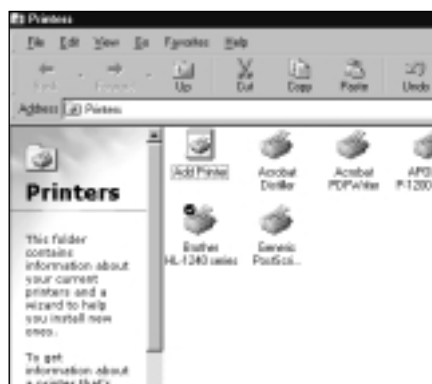 Printers
File Edit View Go Favorites Help
Back Forward Up Cut Copy Paste Undo
Address Printers
Printers
This folder
contains
information about
your current
printers and a
wizard to help
you install new
ones.
To get
information about
a printer that's
Add Printer
Acrobat
Distiller
Acrobat
PDFWriter
P-1200
Brother
HL-1240 series
Generic
PostScri...